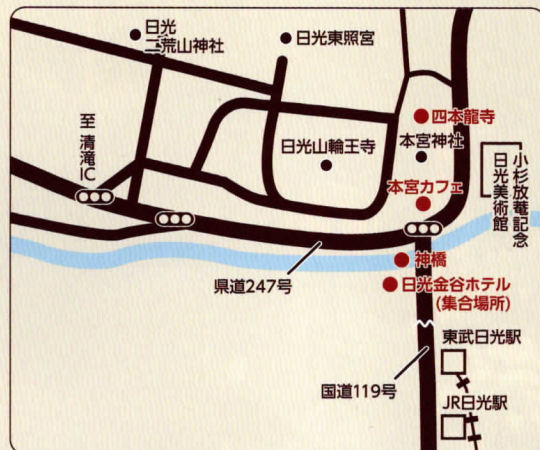 日光
二荒山神社
日光東照宮
四本龍寺
至 清滝IC
日光山輪王寺
本宮神社
小杉放菴記念
日光美術館
本宮カフェ
神橋
県道247号
日光金谷ホテル
(集合場所)
東武日光駅
国道119号
JR日光駅